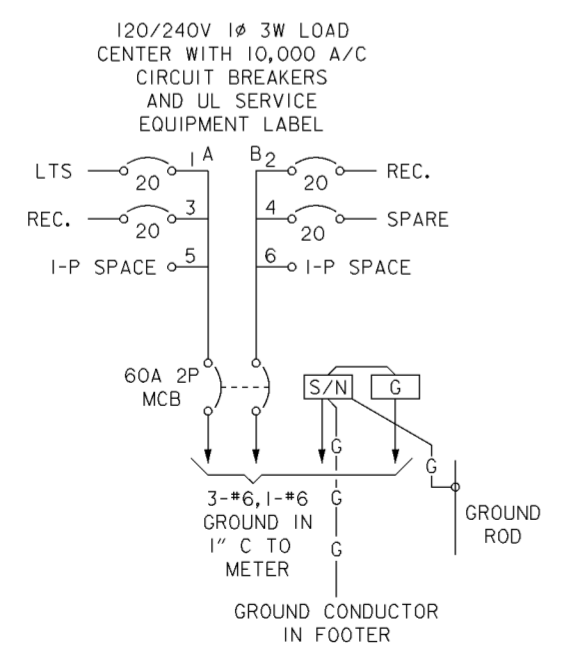 120/240V 1ø 3W LOAD
CENTER WITH 10,000 A/C
CIRCUIT BREAKERS
AND UL SERVICE
EQUIPMENT LABEL
A B
LTS 20 1 2 20 REC.
REC. 20 3 4 20 SPARE
1-P SPACE 5 6 1-P SPACE
60A 2P
MCB
S/N G
G
G
G
G
3-#6,1-#6
GROUND IN
1" C TO
METER
GROUND
ROD
GROUND CONDUCTOR
IN FOOTER